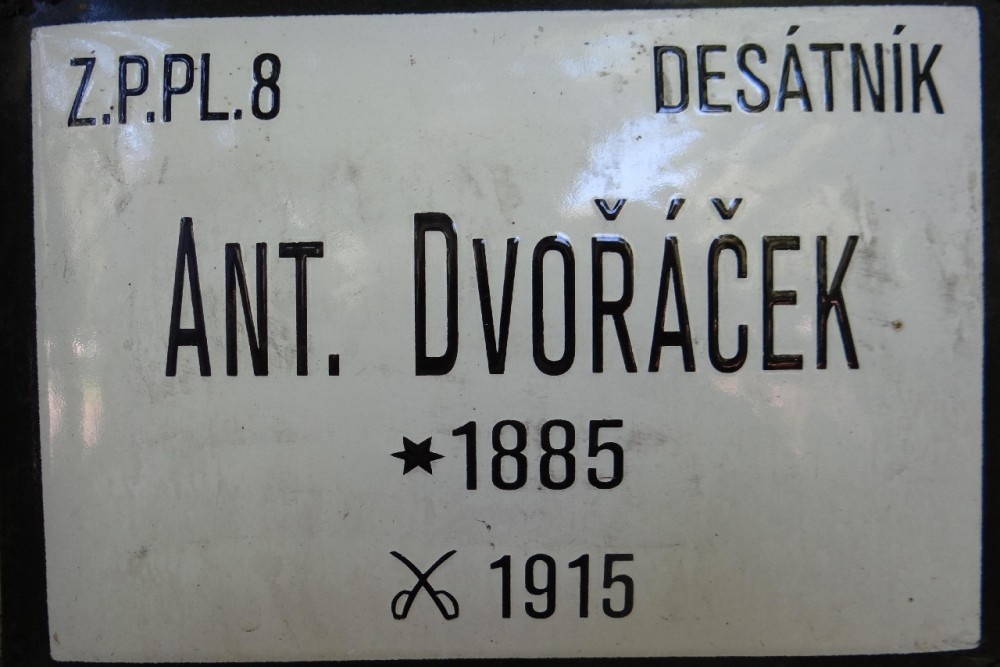 Z.P.PL.8 DESÁTNÍK
ANT. DVOŘÁČEK
*1885
⚔ 1915